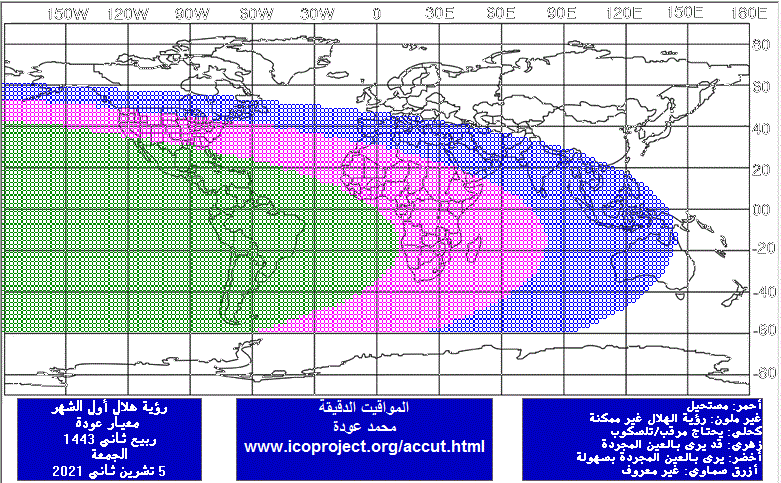 150W 120W 90W 60W 30W 0 30E 60E 90E 120E 150E 180E
80
60
40
20
00
-20
-40
-60
-80
رؤية هلال أول الشهر
معيار عودة
ربيع ثاني 1443
الجمعة
5 تشرين ثاني 2021
المواقيت الدقيقة
محمد عودة
www.icoproject.org/accut.html
أحمر: مستحيل
غير ملون: رؤية الهلال غير ممكنة
كحلي: يحتاج مرقب/تلسكوب
زهري: قد يرى بالعين المجردة
أخضر: يرى بالعين المجردة بسهولة
أزرق سماوي: غير معروف